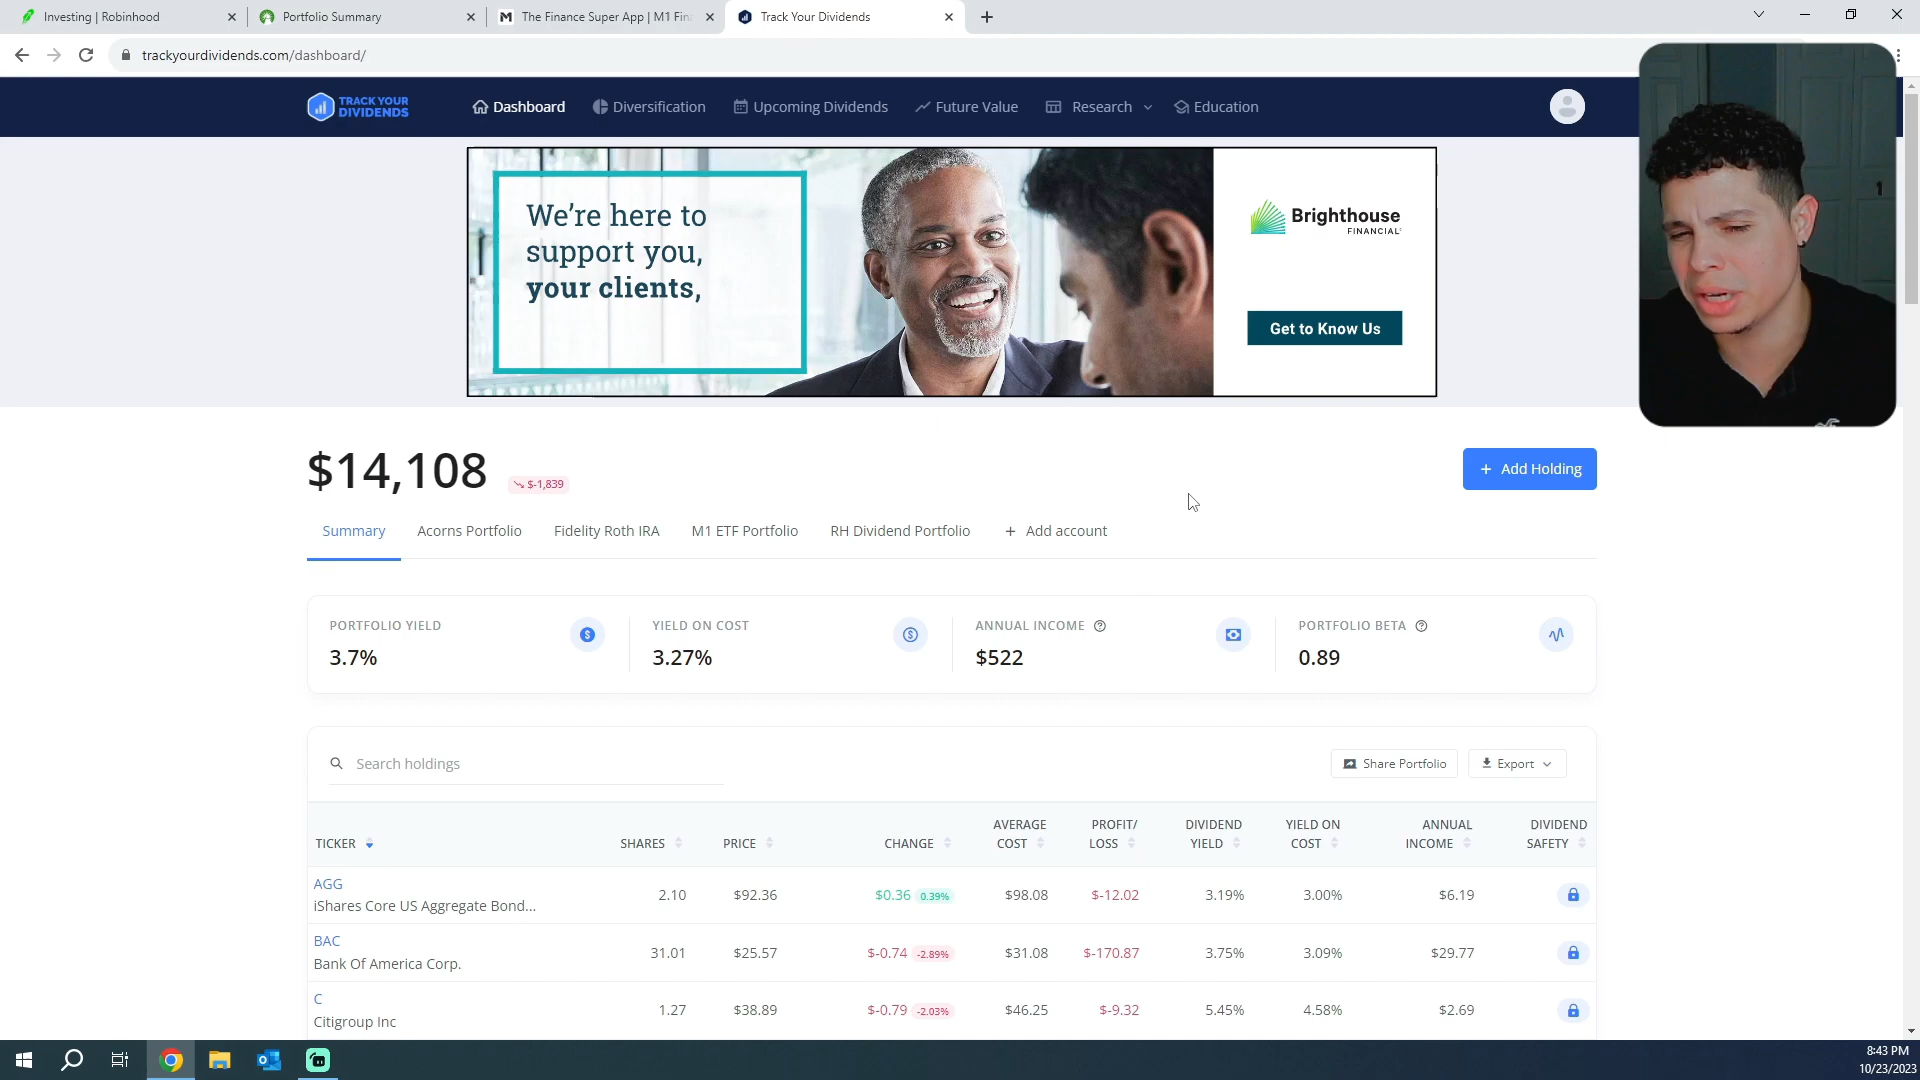 Investing | Robinhood
Portfolio Summary
The Finance Super App | M1 Fin
Track Your Dividends
trackyourdividends.com/dashboard/
TRACK YOUR
DIVIDENDS
Dashboard
Diversification
Upcoming Dividends
Future Value
Research
Education
We're here to
support you,
your clients,
Brighthouse
FINANCIAL
Get to Know Us
$14,108
$-1,839
+ Add Holding
Summary
Acorns Portfolio
Fidelity Roth IRA
M1 ETF Portfolio
RH Dividend Portfolio
+ Add account
PORTFOLIO YIELD
3.7%
YIELD ON COST
3.27%
ANNUAL INCOME
$522
PORTFOLIO BETA
0.89
Search holdings
Share Portfolio
Export
TICKER
SHARES
PRICE
CHANGE
AVERAGE
COST
PROFIT/
LOSS
DIVIDEND
YIELD
YIELD ON
COST
ANNUAL
INCOME
DIVIDEND
SAFETY
AGG
iShares Core US Aggregate Bond...
2.10 $92.36 $0.36 0.39% $98.08 $-12.02 3.19% 3.00% $6.19
BAC
Bank Of America Corp.
31.01 $25.57 $-0.74 -2.89% $31.08 $-170.87 3.75% 3.09% $29.77
C
Citigroup Inc
1.27 $38.89 $-0.79 -2.03% $46.25 $-9.32 5.45% 4.58% $2.69
8:43 PM
10/23/2023